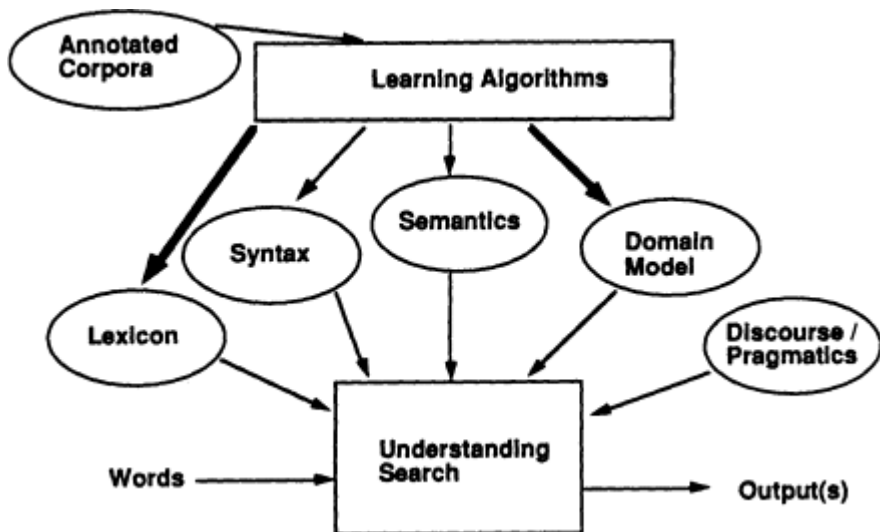 Annotated
Corpora
Learning Algorithms
Semantics
Syntax
Domain
Model
Lexicon
Discourse /
Pragmatics
Understanding
Search
Words
Output(s)